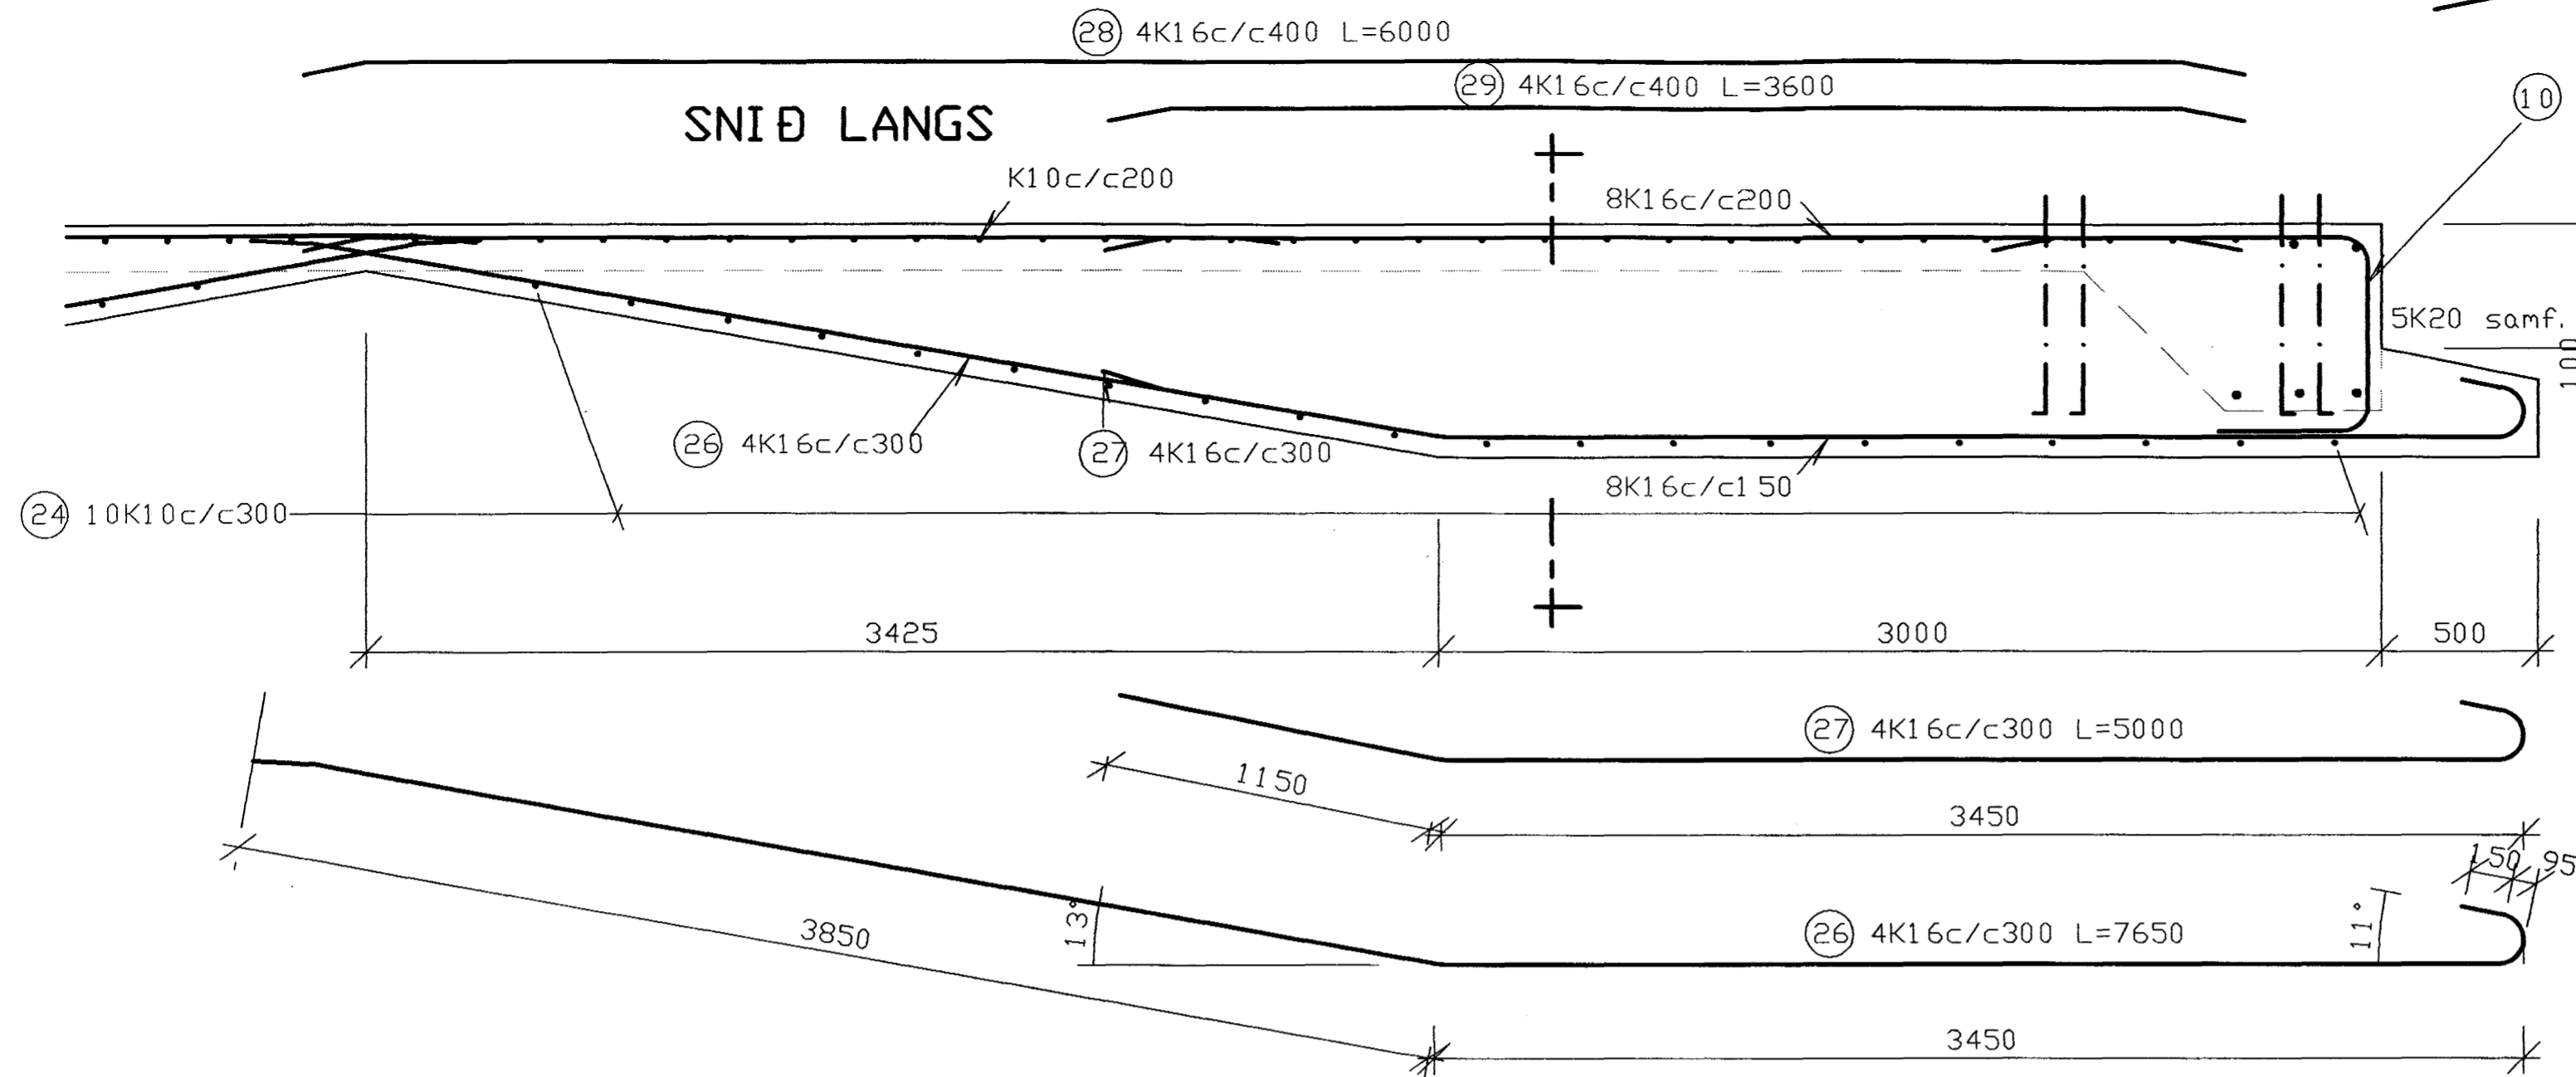 28 4K16c/c400 L=6000
29 4K16c/c400 L=3600
10
SNIÐ LANGS
K10c/c200
8K16c/c200
5K20 samf.
100
26 4K16c/c300
27 4K16c/c300
8K16c/c150
24 10K10c/c300
3425
3000
500
27 4K16c/c300 L=5000
1150
3450
150
95
13°
3850
26 4K16c/c300 L=7650
11°
3450